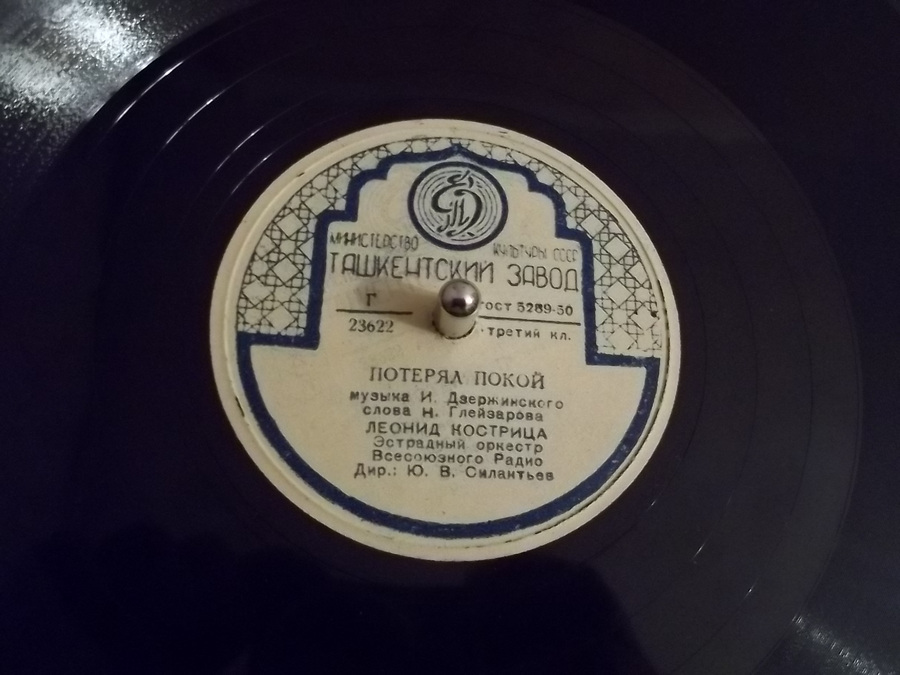 МИНИСТЕРСТВО КУЛЬТУРЫ СССР
ТАШКЕНТСКИЙ ЗАВОД
Г ГОСТ 5289-50
23622 третий кл.
ПОТЕРЯЛ ПОКОЙ
музыка И. Дзержинского
слова Н. Глейзарова
ЛЕОНИД КОСТРИЦА
Эстрадный оркестр
Всесоюзного Радио
Дир.: Ю. В. Силантьев